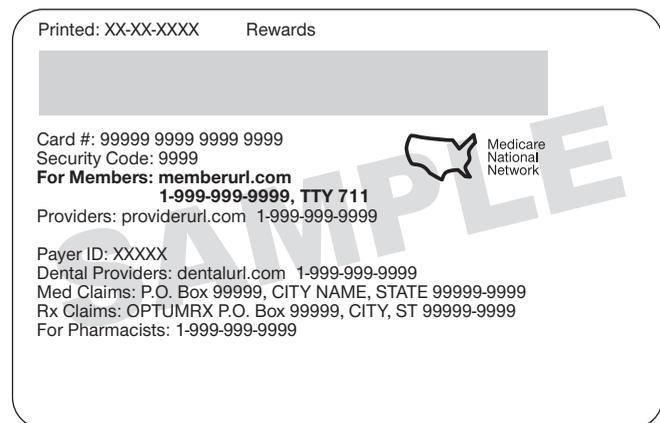 Printed: XX-XX-XXXX Rewards
Card #: 99999 9999 9999 9999
Security Code: 9999
For Members: memberurl.com
1-999-999-9999, TTY 711
Providers: providerurl.com 1-999-999-9999
Medicare
National
Network
Payer ID: XXXXX
Dental Providers: dentalurl.com 1-999-999-9999
Med Claims: P.O. Box 99999, CITY NAME, STATE 99999-9999
Rx Claims: OPTUMRX P.O. Box 99999, CITY, ST 99999-9999
For Pharmacists: 1-999-999-9999
SAMPLE